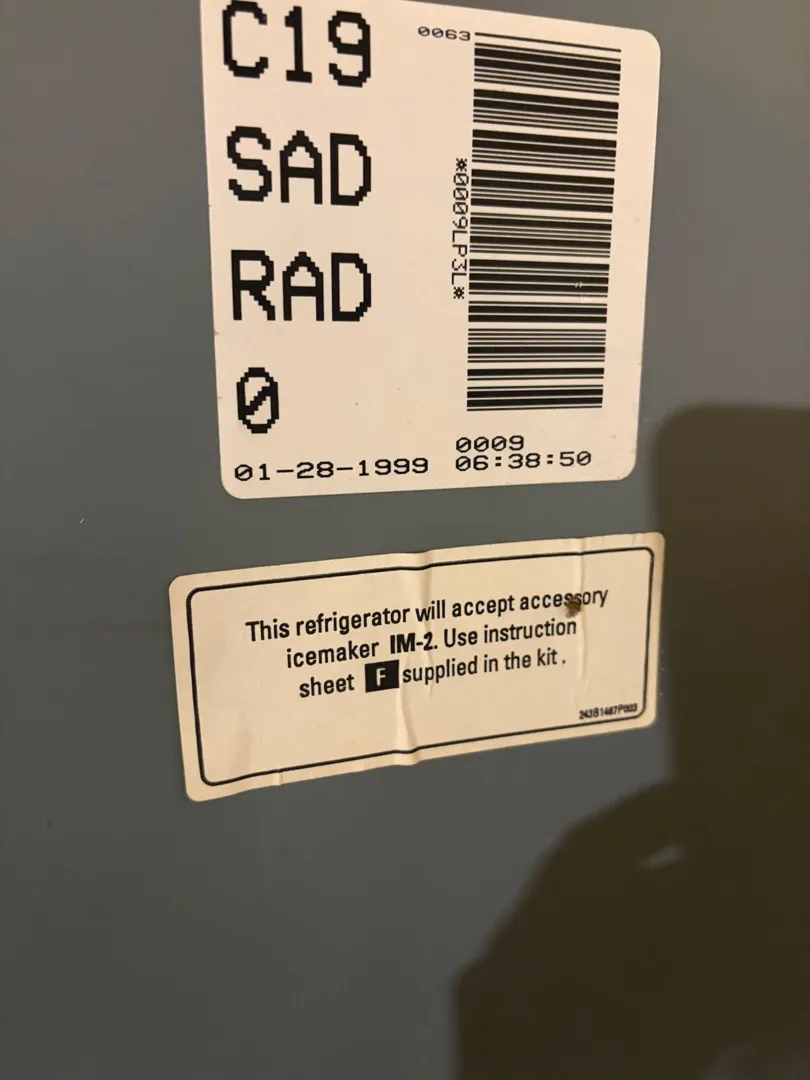 C19
0063
SAD
*0009LP3L*
RAD
0
0009
01-28-1999 06:38:50
This refrigerator will accept accessory
icemaker IM-2. Use instruction
sheet F supplied in the kit.
243B1487P003